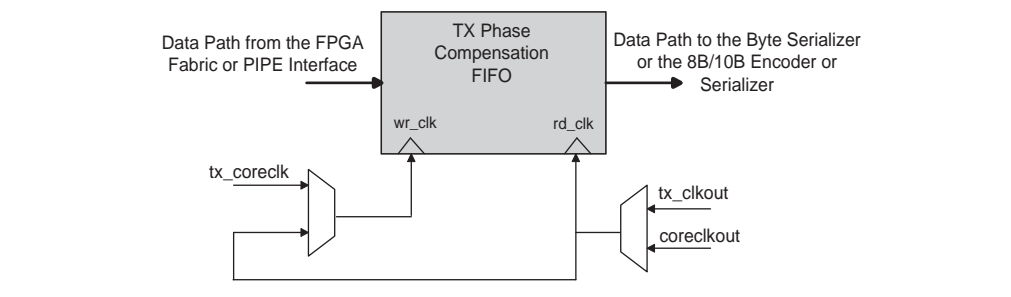 Data Path from the FPGA
Fabric or PIPE Interface
TX Phase
Compensation
FIFO
Data Path to the Byte Serializer
or the 8B/10B Encoder or
Serializer
wr_clk
rd_clk
tx_coreclk
tx_clkout
coreclkout